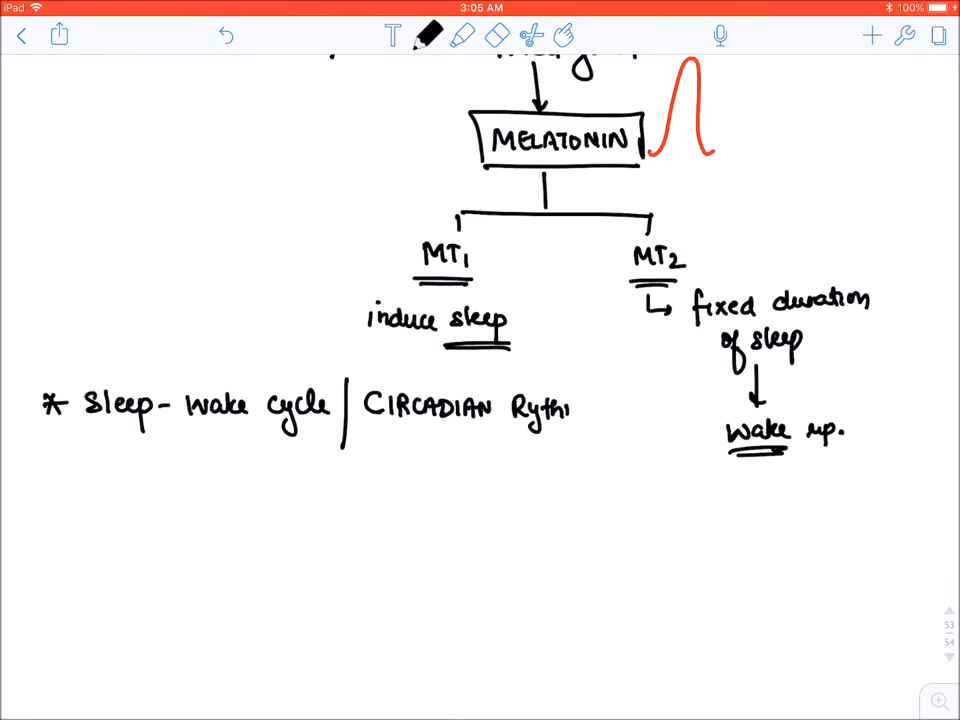 iPad 3:05 AM 100%
T
MELATONIN
MT1 MT2
induce sleep
fixed duration
of sleep
* Sleep-Wake cycle | CIRCADIAN Rythi
Wake up.
53
54